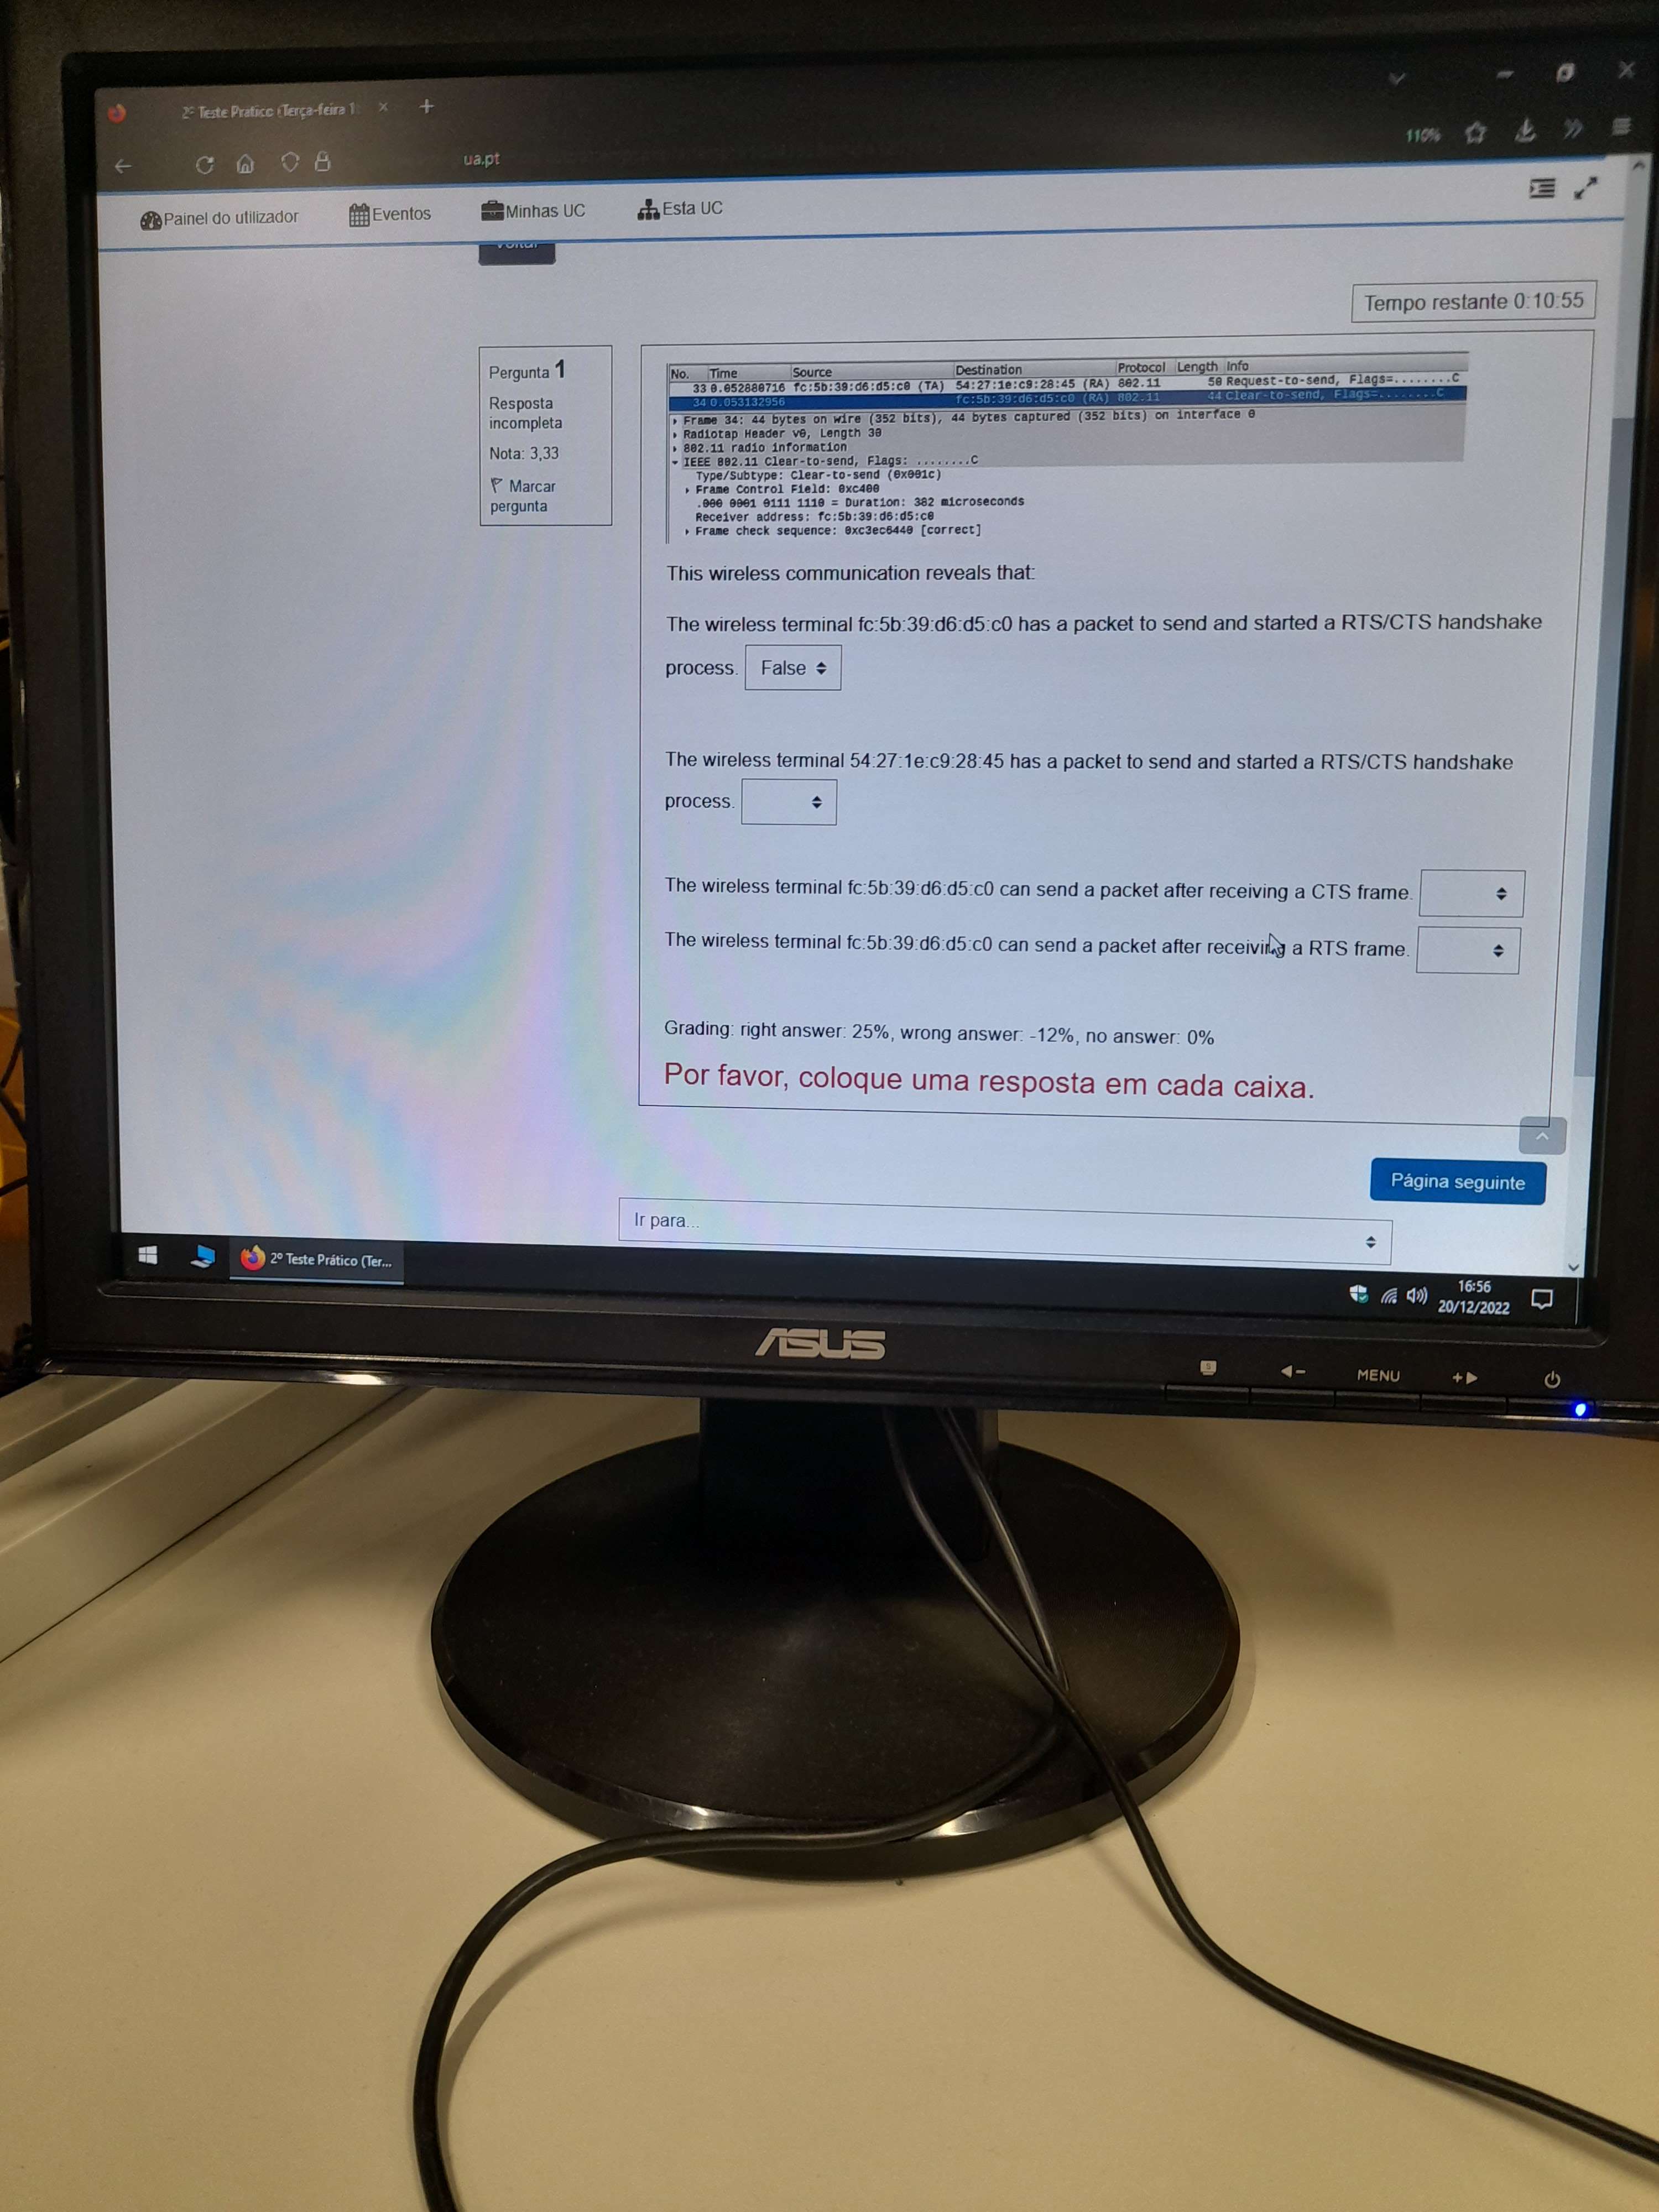 2º Teste Prático (Terça-feira 1
110%
ua.pt
Painel do utilizador Eventos Minhas UC Esta UC
Voltar
Tempo restante 0:10:55
Pergunta 1
Resposta
incompleta
Nota: 3,33
Marcar
pergunta
No. Time Source Destination Protocol Length Info
33 0.052880716 fc:5b:39:d6:d5:c0 (TA) 54:27:1e:c9:28:45 (RA) 802.11 50 Request-to-send, Flags=........C
34 0.053132956 fc:5b:39:d6:d5:c0 (RA) 802.11 44 Clear-to-send, Flags=........C
Frame 34: 44 bytes on wire (352 bits), 44 bytes captured (352 bits) on interface 0
Radiotap Header v0, Length 30
802.11 radio information
IEEE 802.11 Clear-to-send, Flags: ........C
Type/Subtype: Clear-to-send (0x001c)
Frame Control Field: 0xc400
.000 0001 0111 1110 = Duration: 382 microseconds
Receiver address: fc:5b:39:d6:d5:c0
Frame check sequence: 0xc3ec6440 [correct]
This wireless communication reveals that:
The wireless terminal fc:5b:39:d6:d5:c0 has a packet to send and started a RTS/CTS handshake
process. False
The wireless terminal 54:27:1e:c9:28:45 has a packet to send and started a RTS/CTS handshake
process.
The wireless terminal fc:5b:39:d6:d5:c0 can send a packet after receiving a CTS frame.
The wireless terminal fc:5b:39:d6:d5:c0 can send a packet after receiving a RTS frame.
Grading: right answer: 25%, wrong answer: -12%, no answer: 0%
Por favor, coloque uma resposta em cada caixa.
Página seguinte
Ir para...
2º Teste Prático (Ter...
16:56
20/12/2022
ASUS
S MENU